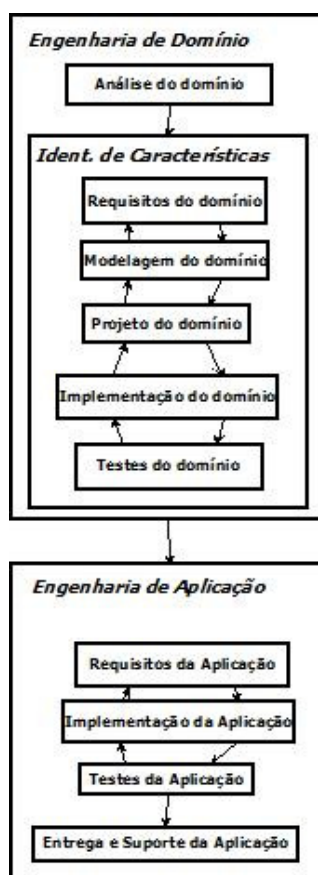 Engenharia de Domínio
Análise do domínio
Ident. de Características
Requisitos do domínio
Modelagem do domínio
Projeto do domínio
Implementação do domínio
Testes do domínio
Engenharia de Aplicação
Requisitos da Aplicação
Implementação da Aplicação
Testes da Aplicação
Entrega e Suporte da Aplicação